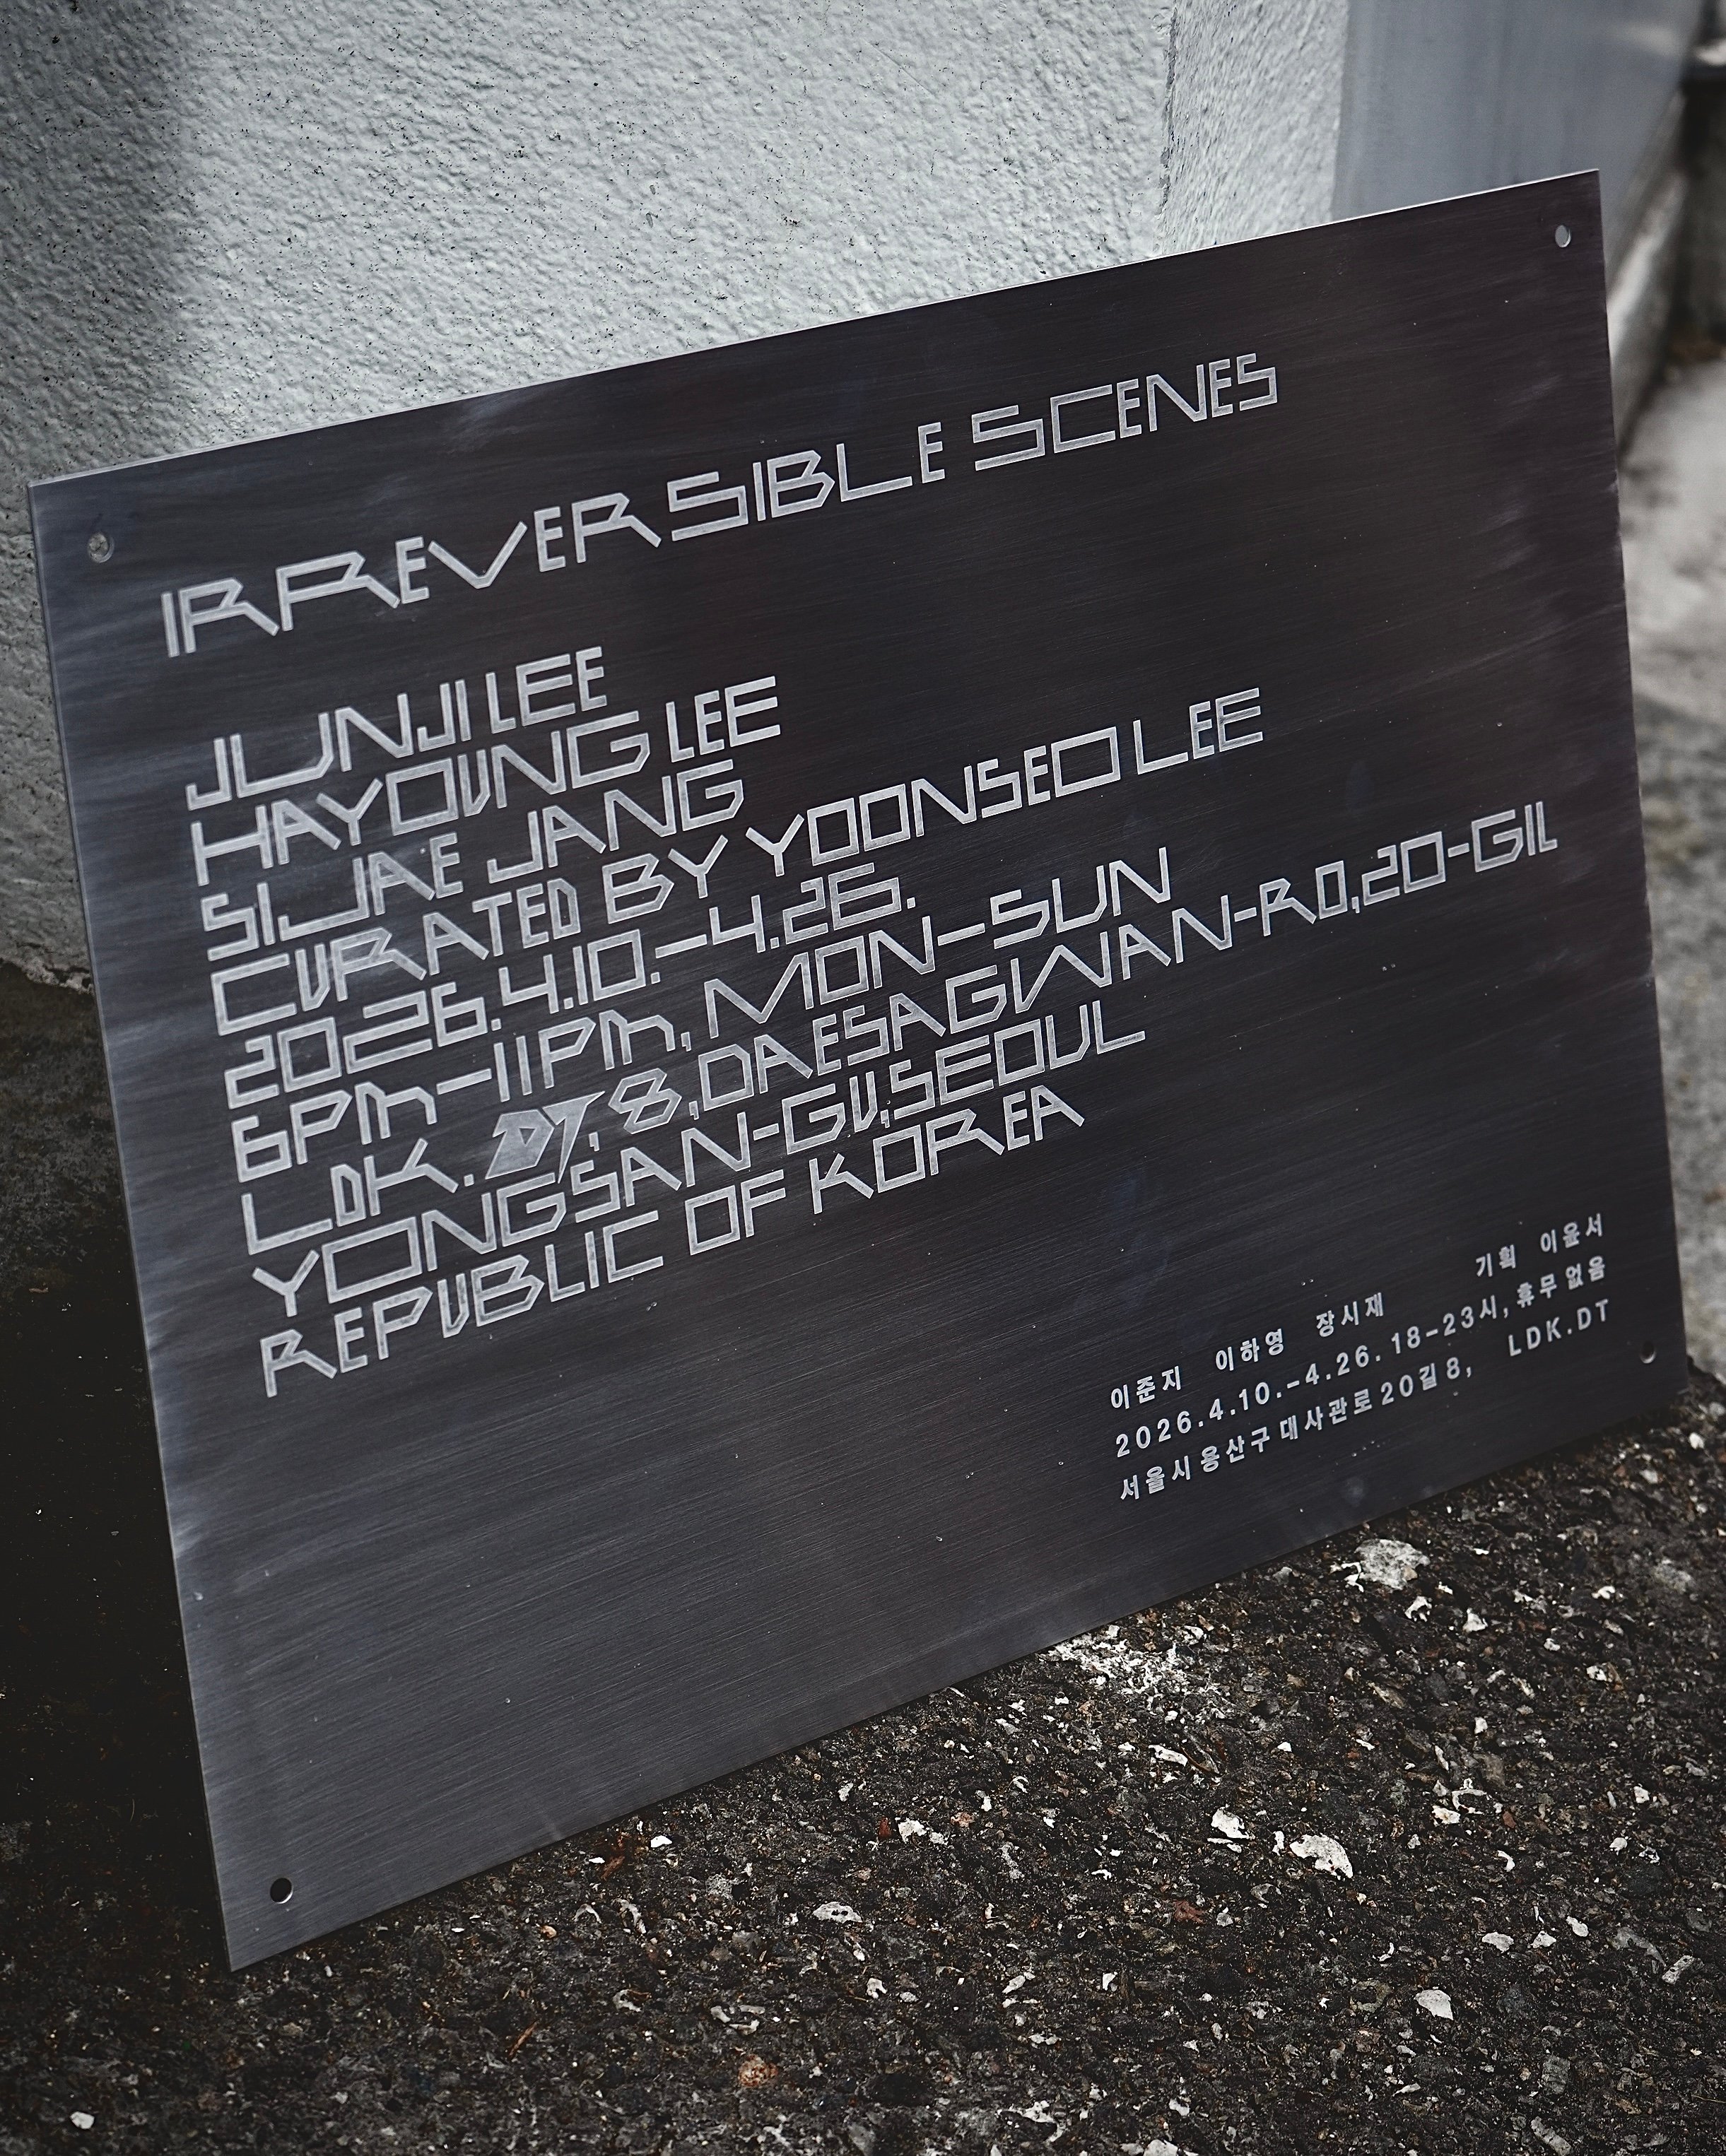 IRREVERSIBLE SCENES
JUNJI LEE
HAYOUNG LEE
SIJAE JANG
CURATED BY YOONSEO LEE
2026.4.10.–4.26.
6PM–11PM, MON–SUN
LDK.DT, 8, DAESAGWAN-RO, 20-GIL
YONGSAN-GU, SEOUL
REPUBLIC OF KOREA
이준지 이하영 장시재 기획 이윤서
2026.4.10.-4.26. 18-23시, 휴무 없음
서울시 용산구 대사관로20길 8, LDK.DT